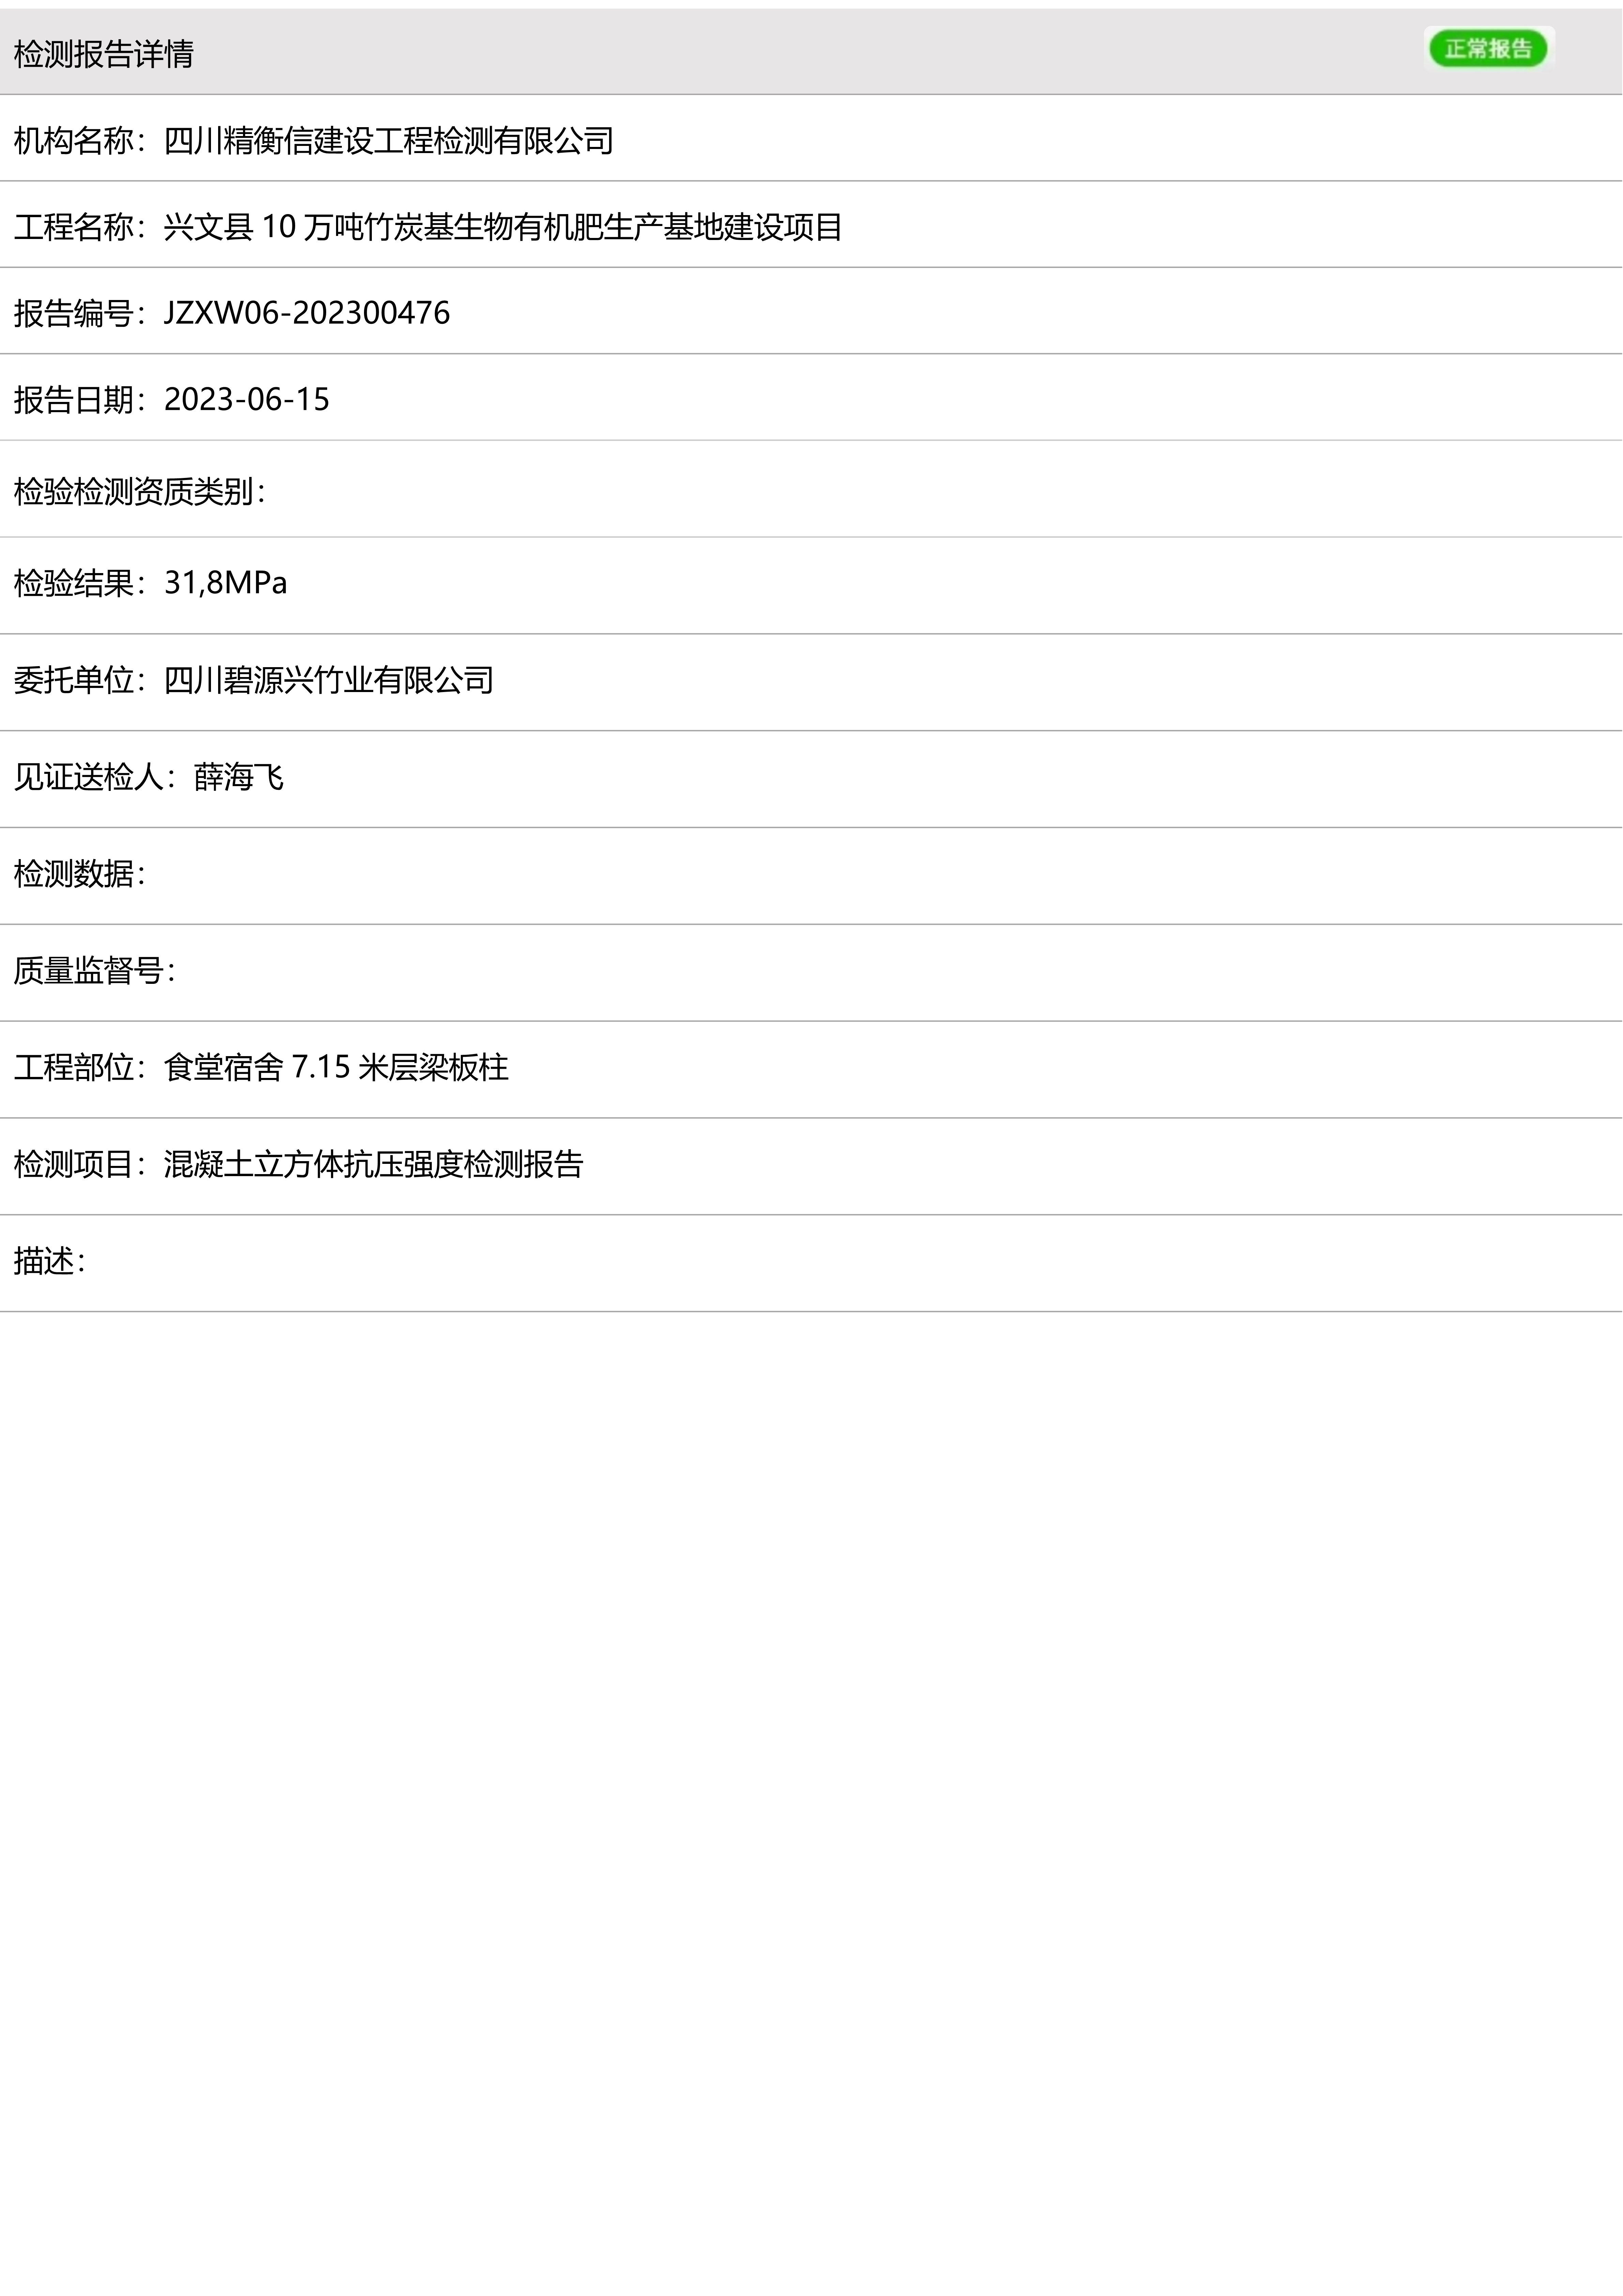 检测报告详情
正常报告
机构名称：四川精衡信建设工程检测有限公司
工程名称：兴文县 10 万吨竹炭基生物有机肥生产基地建设项目
报告编号：JZXW06-202300476
报告日期：2023-06-15
检验检测资质类别：
检验结果：31,8MPa
委托单位：四川碧源兴竹业有限公司
见证送检人：薛海飞
检测数据：
质量监督号：
工程部位：食堂宿舍 7.15 米层梁板柱
检测项目：混凝土立方体抗压强度检测报告
描述：